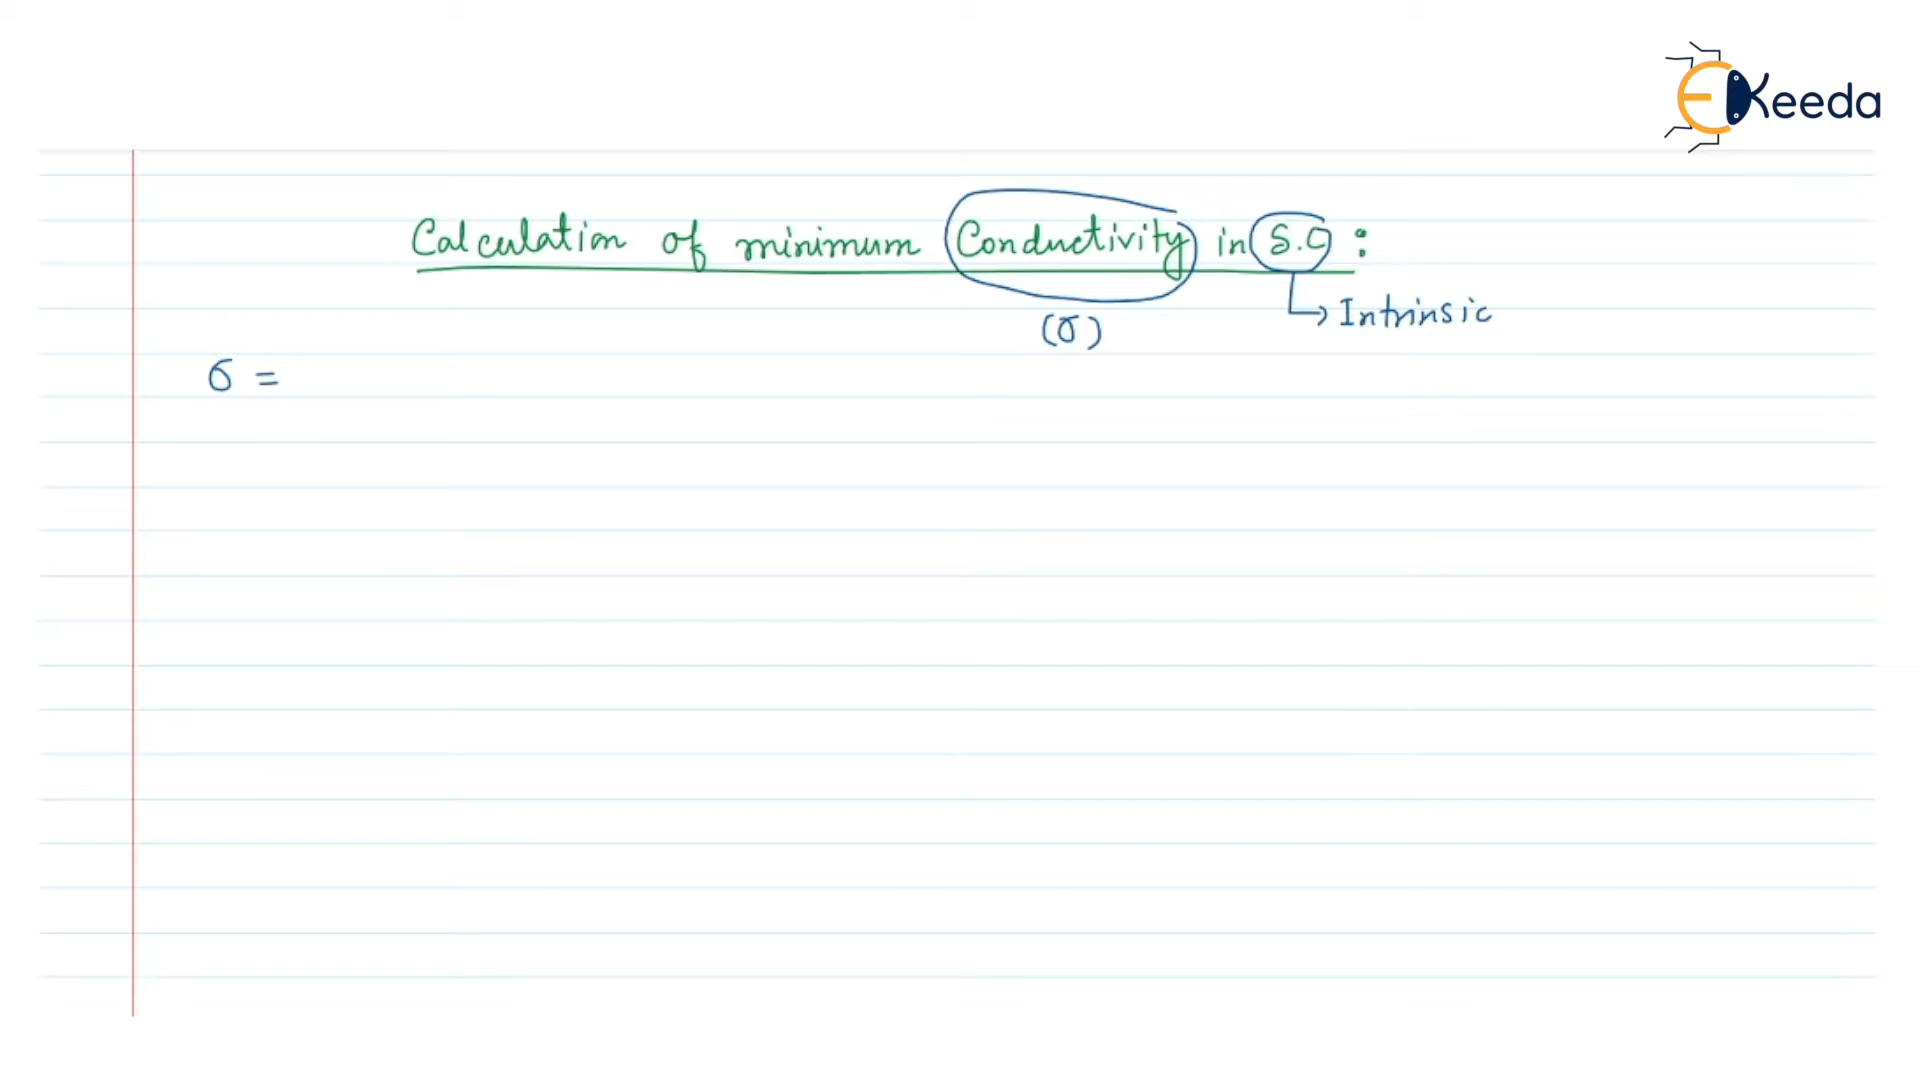 EKeeda
Calculation of minimum Conductivity in S.C :
(σ)
Intrinsic
σ =